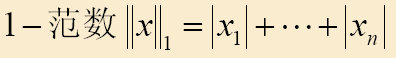 1−范数 ‖x‖₁ = |x₁| + ⋯ + |xₙ|